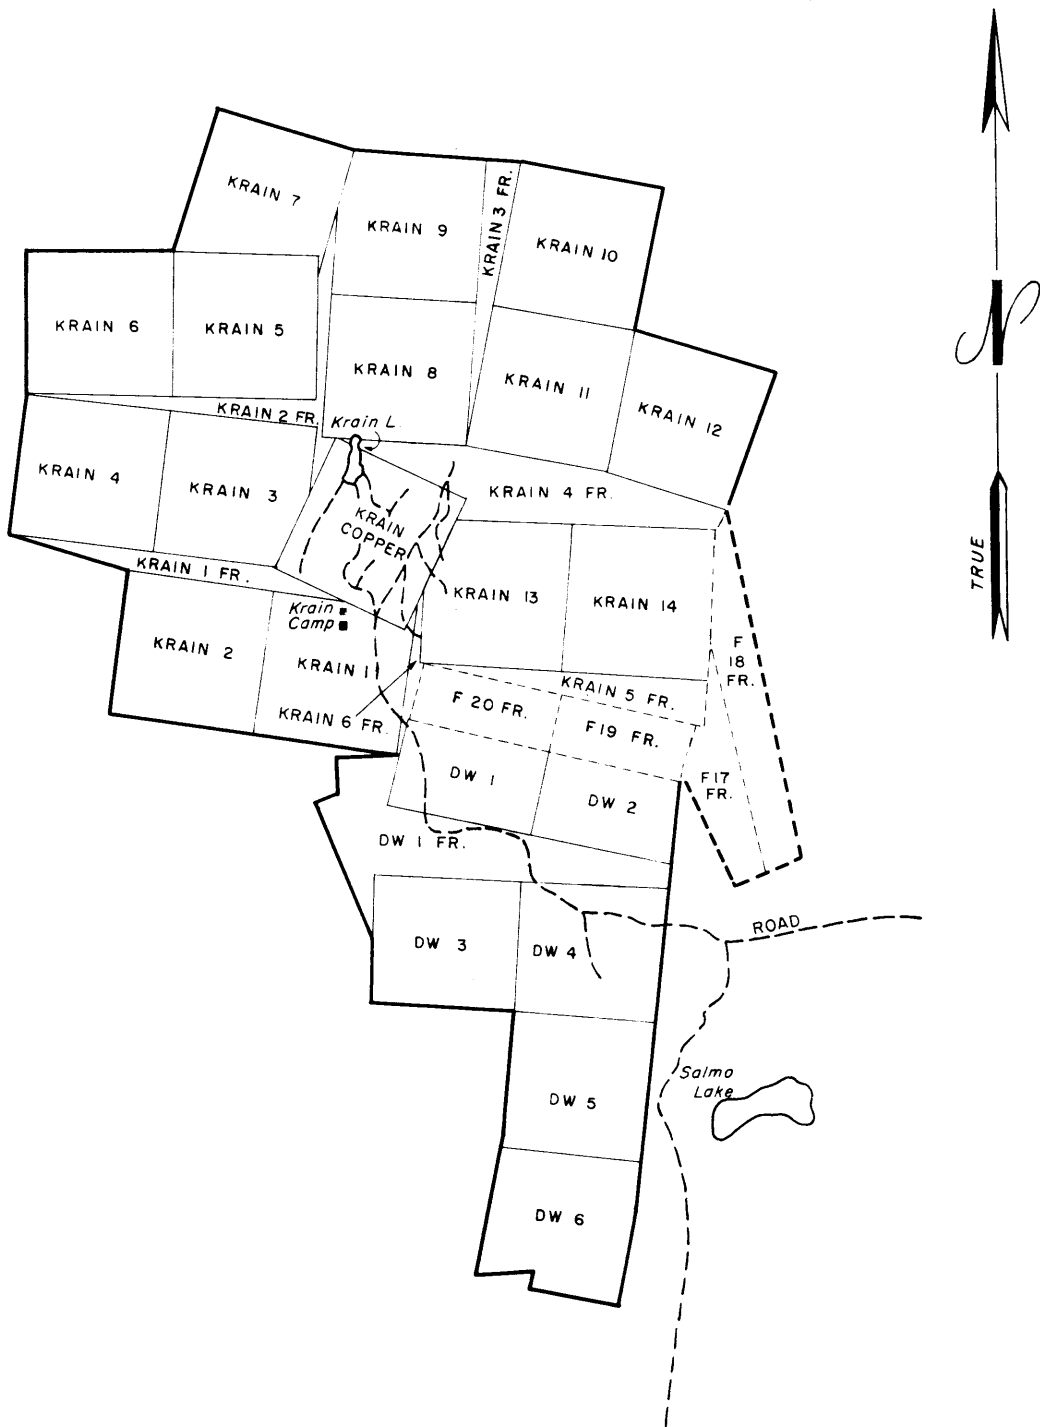 KRAIN 7
KRAIN 9
KRAIN 3 FR.
KRAIN 10
KRAIN 6
KRAIN 5
KRAIN 8
KRAIN 11
KRAIN 12
KRAIN 2 FR.
Krain L.
KRAIN 4
KRAIN 3
KRAIN 4 FR.
KRAIN
COPPER
KRAIN 1 FR.
KRAIN 13
KRAIN 14
Krain
Camp
KRAIN 2
KRAIN 1
F
18
FR.
KRAIN 5 FR.
F 20 FR.
KRAIN 6 FR.
F 19 FR.
DW 1
DW 2
F 17
FR.
DW 1 FR.
DW 3
DW 4
ROAD
Salmo
Lake
DW 5
DW 6
N
TRUE